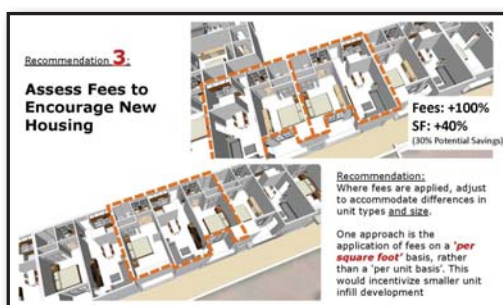 Recommendation 3:
Assess Fees to
Encourage New
Housing
Fees: +100%
SF: +40%
(30% Potential Savings)
Recommendation:
Where fees are applied, adjust
to accommodate differences in
unit types and size.
One approach is the
application of fees on a ‘per
square foot’ basis, rather
than a ‘per unit basis’. This
would incentivize smaller unit
infill development